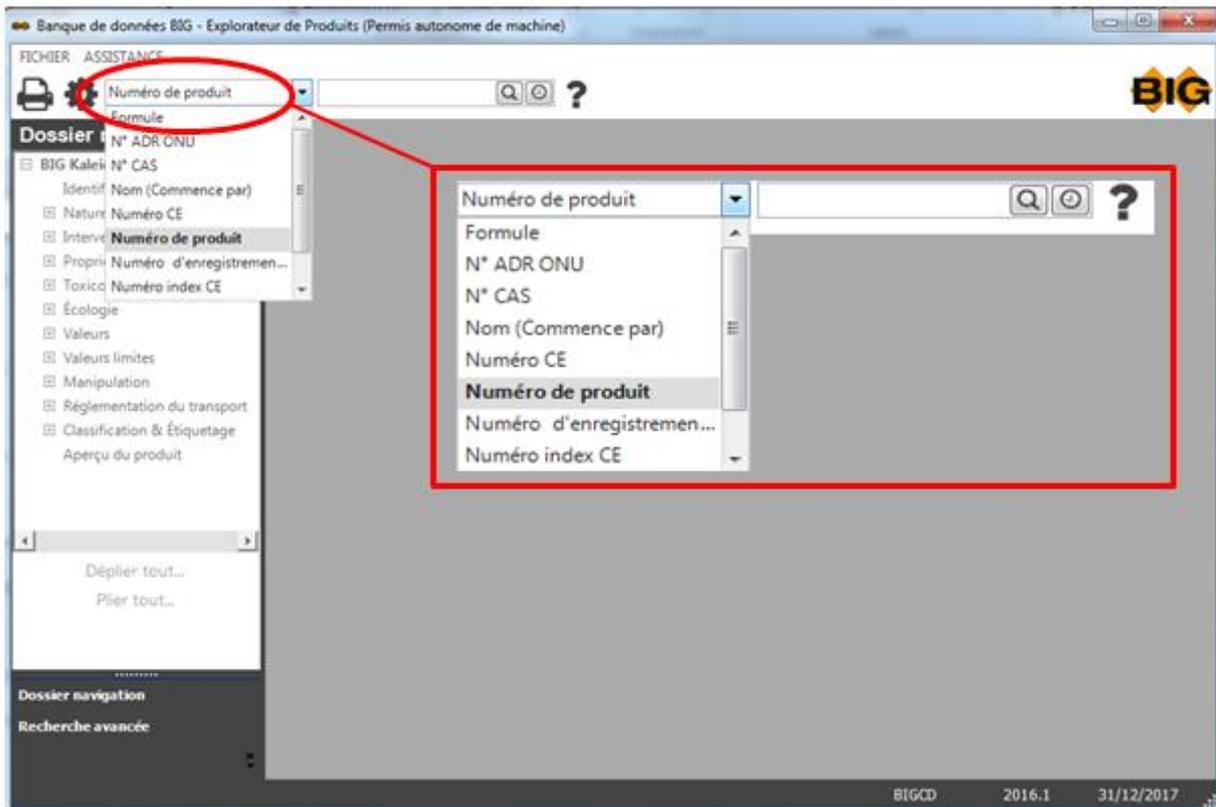 Banque de données BIG - Explorateur de Produits (Permis autonome de machine)
FICHIER ASSISTANCE
Numéro de produit
BIG
Formule
N° ADR ONU
N° CAS
Nom (Commence par)
Numéro CE
Numéro de produit
Numéro d'enregistremen...
Numéro index CE
Dossier
BIG Kalei
Identif
Nature
Interve
Propri
Toxico
Écologie
Valeurs
Valeurs limites
Manipulation
Réglementation du transport
Classification & Étiquetage
Aperçu du produit
Déplier tout...
Plier tout...
Dossier navigation
Recherche avancée
Numéro de produit
?
Formule
N° ADR ONU
N° CAS
Nom (Commence par)
Numéro CE
Numéro de produit
Numéro d'enregistremen...
Numéro index CE
BIGCD 2016.1 31/12/2017